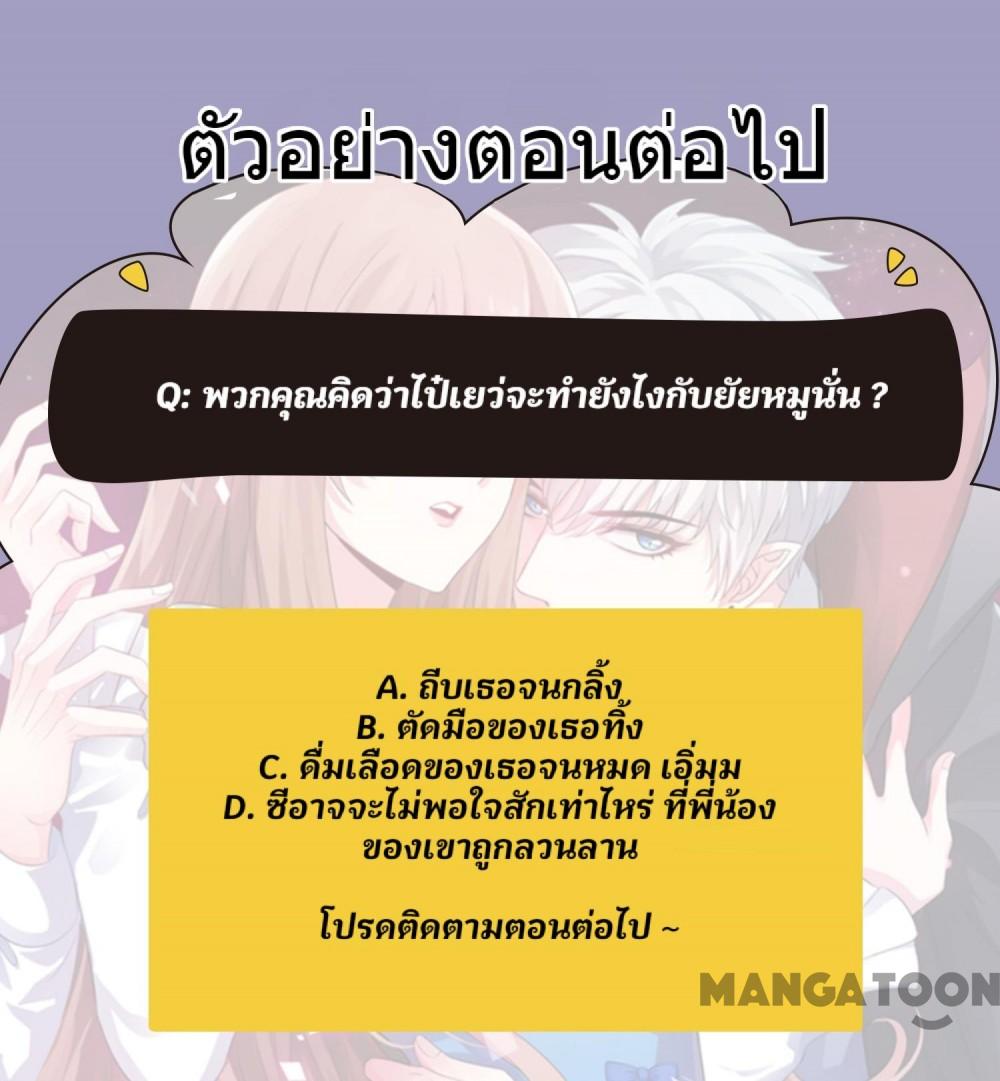 ตัวอย่างตอนต่อไป
Q: พวกคุณคิดว่าไป๋เยว่จะทำยังไงกับยัยหมูนั่น ?
A. ถีบเธอจนกลิ้ง
B. ตัดมือของเธอทิ้ง
C. ดื่มเลือดของเธอจนหมด เอิ่มม
D. ซีอาจจะไม่พอใจสักเท่าไหร่ ที่พี่น้อง
ของเขาถูกลวนลาน
โปรดติดตามตอนต่อไป ~
MANGATOON